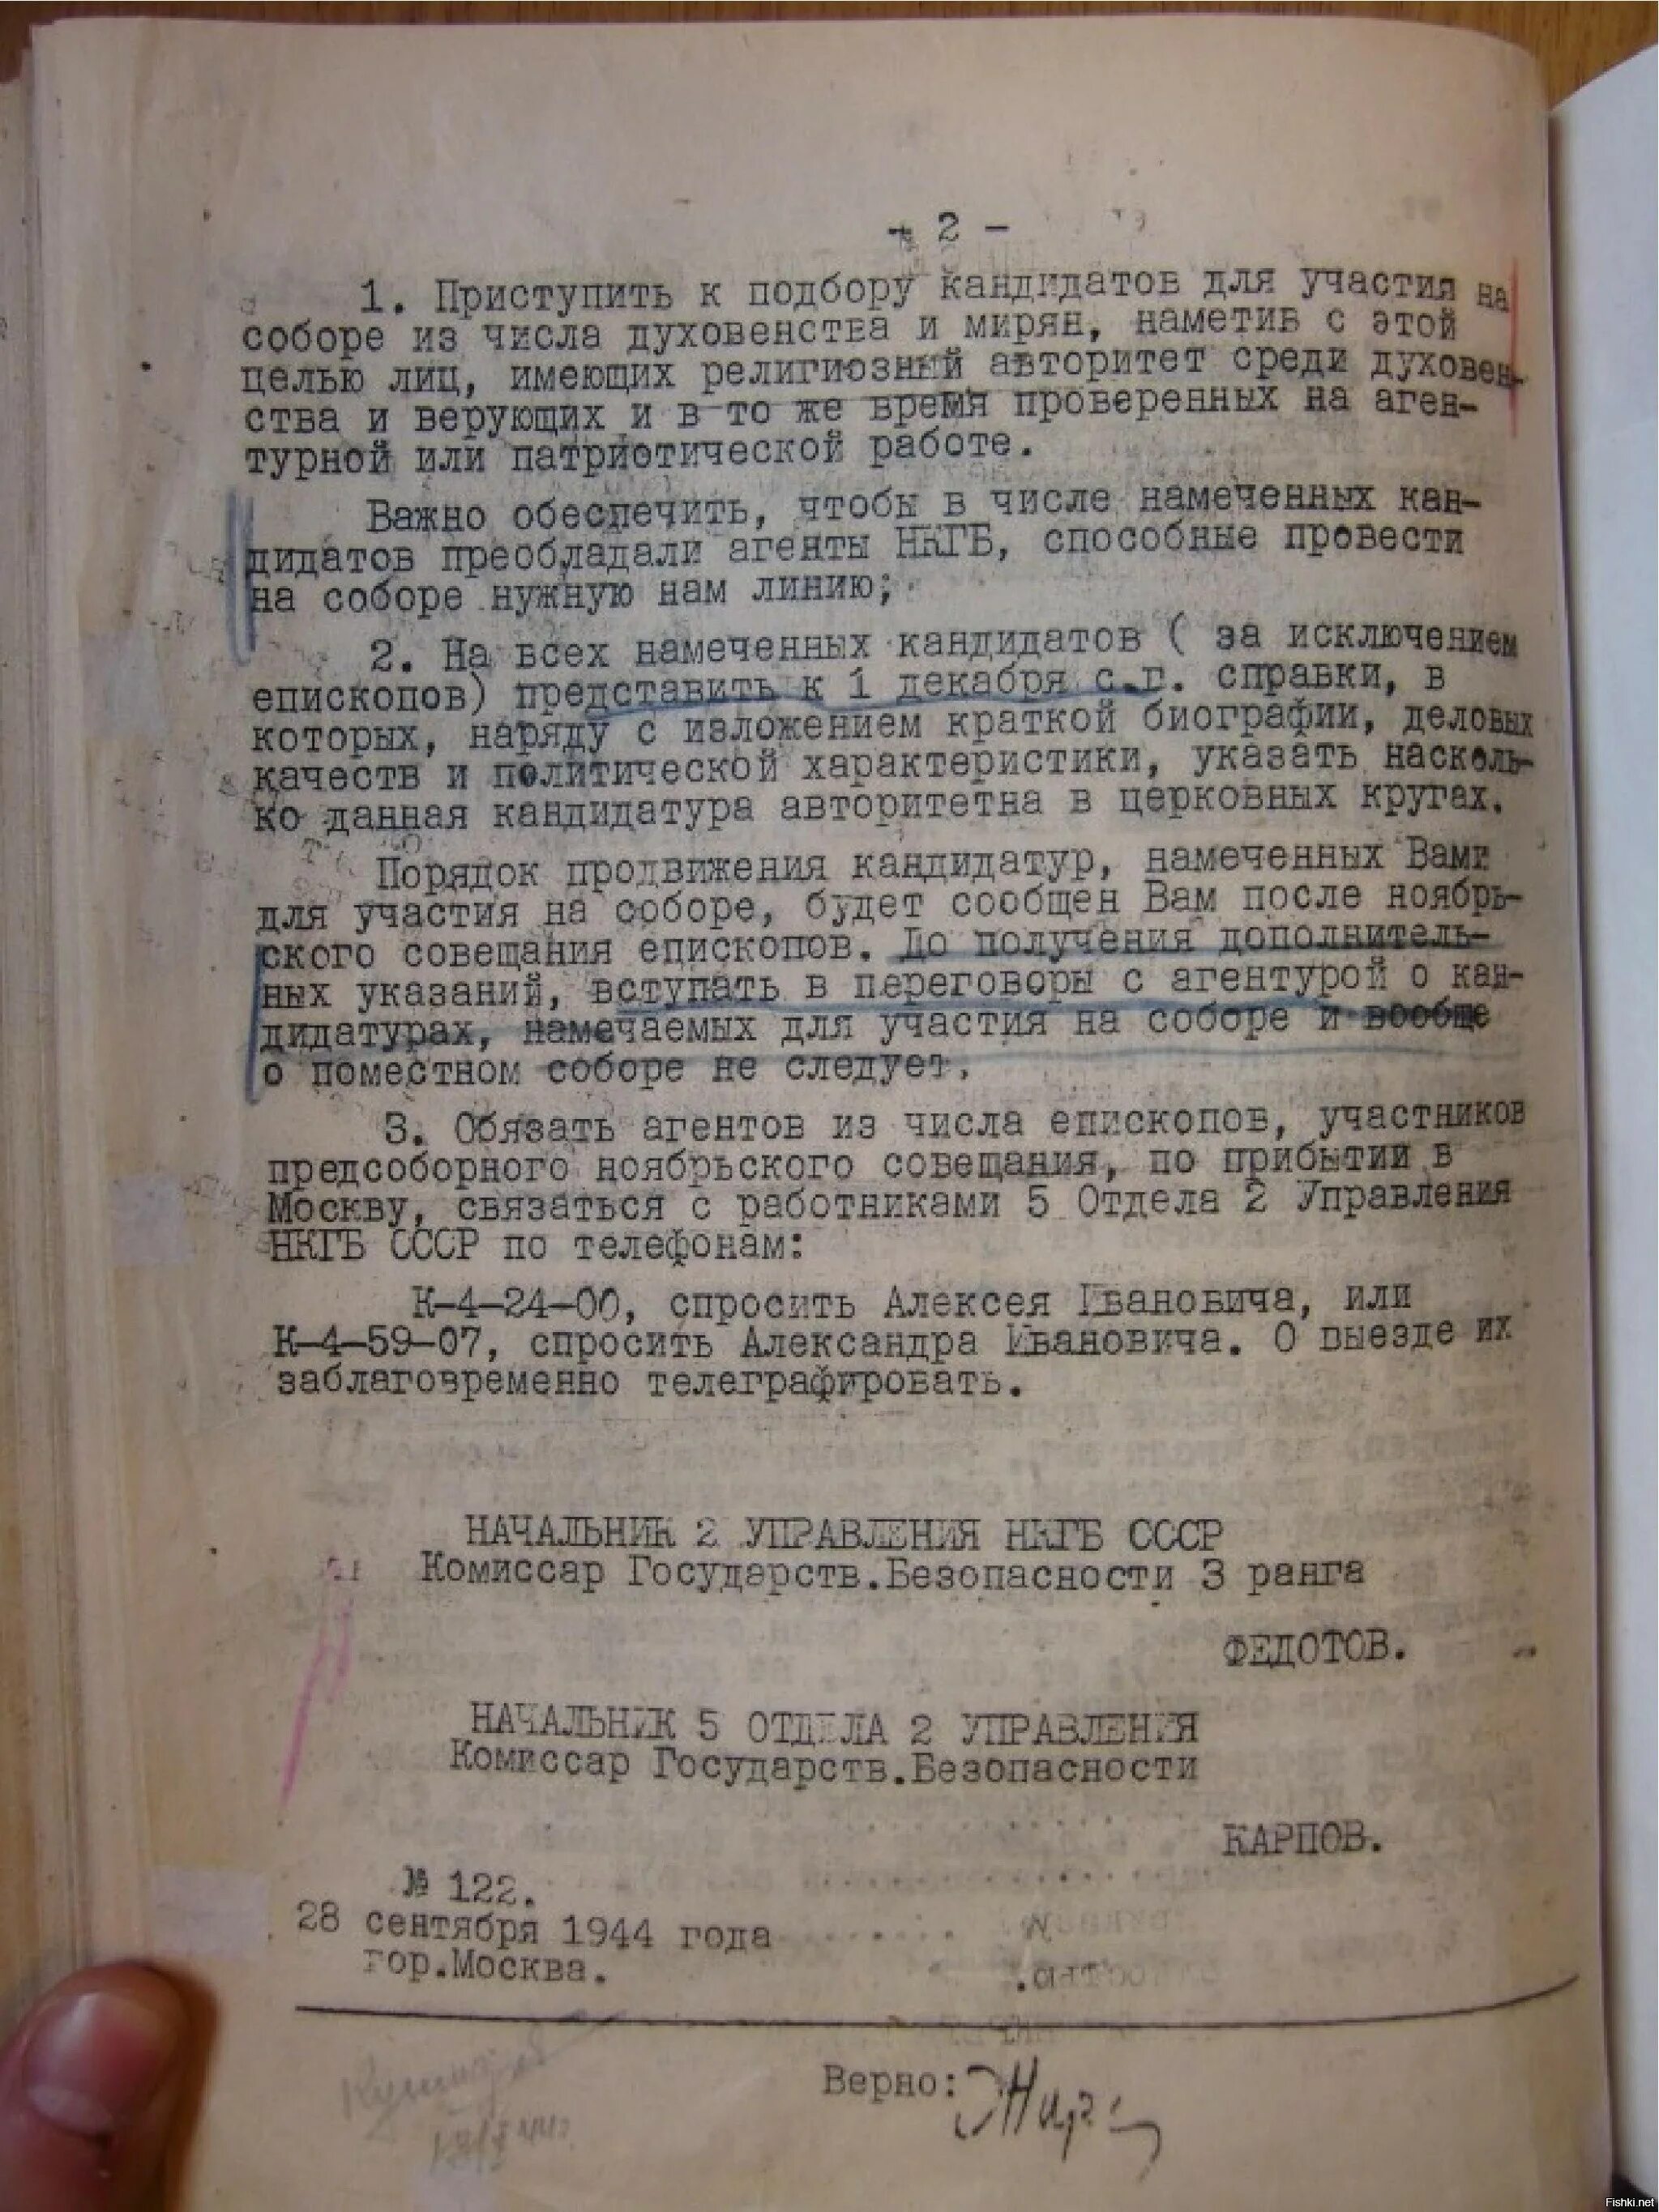 - 2 -
1. Приступить к подбору кандидатов для участия на
соборе из числа духовенства и мирян, наметив с этой
целью лиц, имеющих религиозный авторитет среди духовен-
ства и верующих и в то же время проверенных на аген-
турной или патриотической работе.
Важно обеспечить, чтобы в числе намеченных кан-
дидатов преобладали агенты НКГБ, способные провести
на соборе нужную нам линию;
2. На всех намеченных кандидатов ( за исключением
епископов) представить к 1 декабря с.г. справки, в
которых, наряду с изложением краткой биографии, деловых
качеств и политической характеристики, указать насколь-
ко данная кандидатура авторитетна в церковных кругах.
Порядок продвижения кандидатур, намеченных Вами
для участия на соборе, будет сообщен Вам после ноябрь-
ского совещания епископов. До получения дополнитель-
ных указаний, вступать в переговоры с агентурой о кан-
дидатурах, намечаемых для участия на соборе и вообще
о поместном соборе не следует.
3. Обязать агентов из числа епископов, участников
предсоборного ноябрьского совещания, по прибытии в
Москву, связаться с работниками 5 Отдела 2 Управления
НКГБ СССР по телефонам:
К-4-24-00, спросить Алексея Ивановича, или
К-4-59-07, спросить Александра Ивановича. О выезде их
заблаговременно телеграфировать.
НАЧАЛЬНИК 2 УПРАВЛЕНИЯ НКГБ СССР
Комиссар Государств.Безопасности 3 ранга
ФЕДОТОВ.
НАЧАЛЬНИК 5 ОТДЕЛА 2 УПРАВЛЕНИЯ
Комиссар Государств.Безопасности
КАРПОВ.
№ 122.
28 сентября 1944 года
гор.Москва.
Верно:
Fishki.net